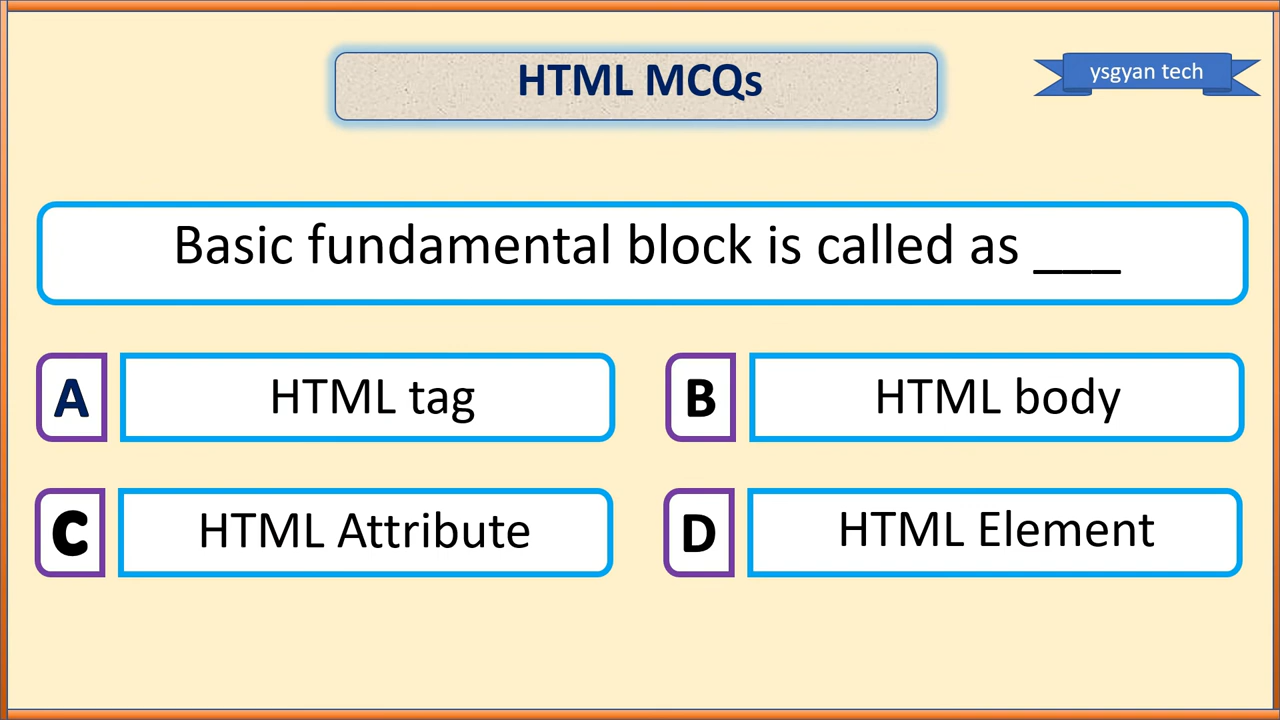 HTML MCQs
ysgyan tech
Basic fundamental block is called as ___
A
HTML tag
B
HTML body
C
HTML Attribute
D
HTML Element